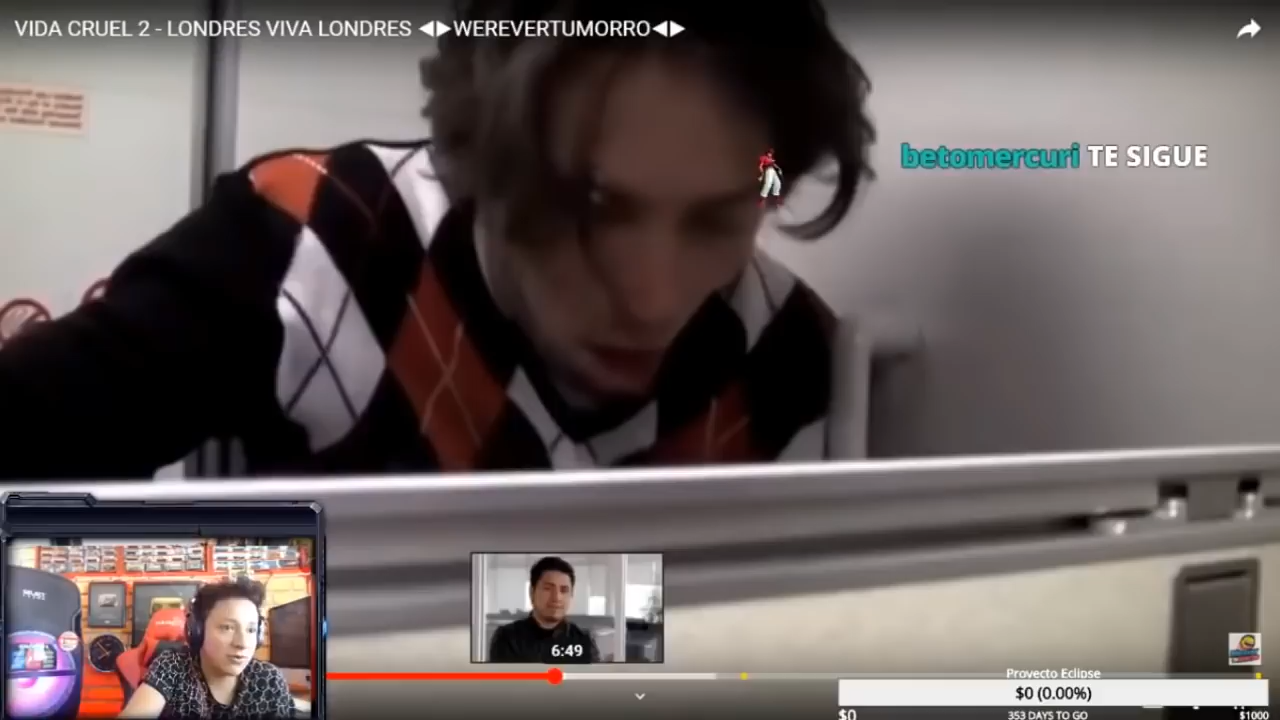 VIDA CRUEL 2 - LONDRES VIVA LONDRES ◀▶WEREVERTUMORRO◀▶
betomercuri TE SIGUE
6:49
Proyecto Eclipse
$0 (0.00%)
$0
353 DAYS TO GO
$1000